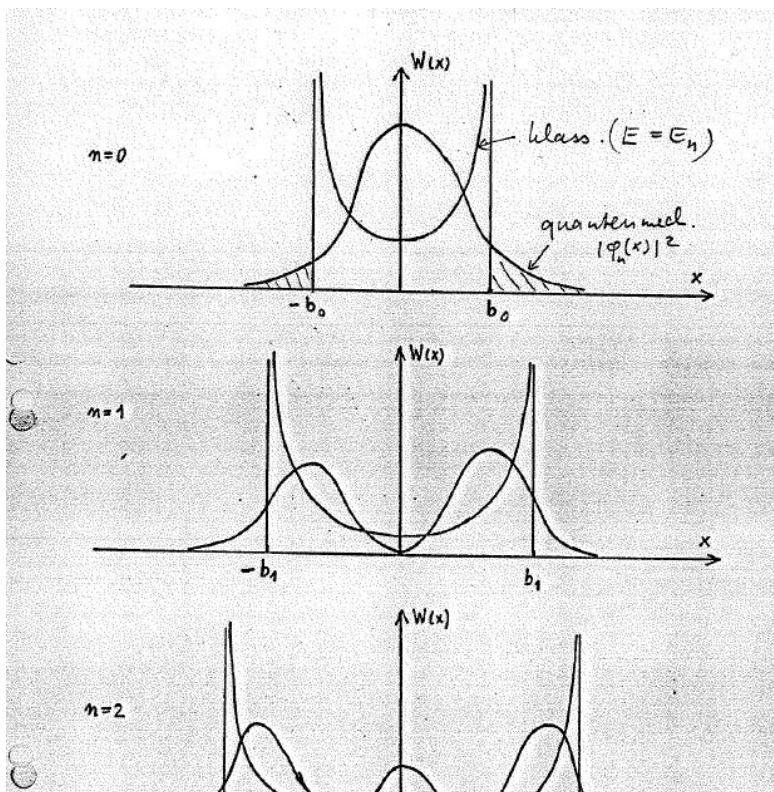 W(x)
n=0
klass. (E = Eₙ)
quantenmech.
|φₙ(x)|²
x
-b₀
b₀
W(x)
n=1
x
-b₁
b₁
W(x)
n=2